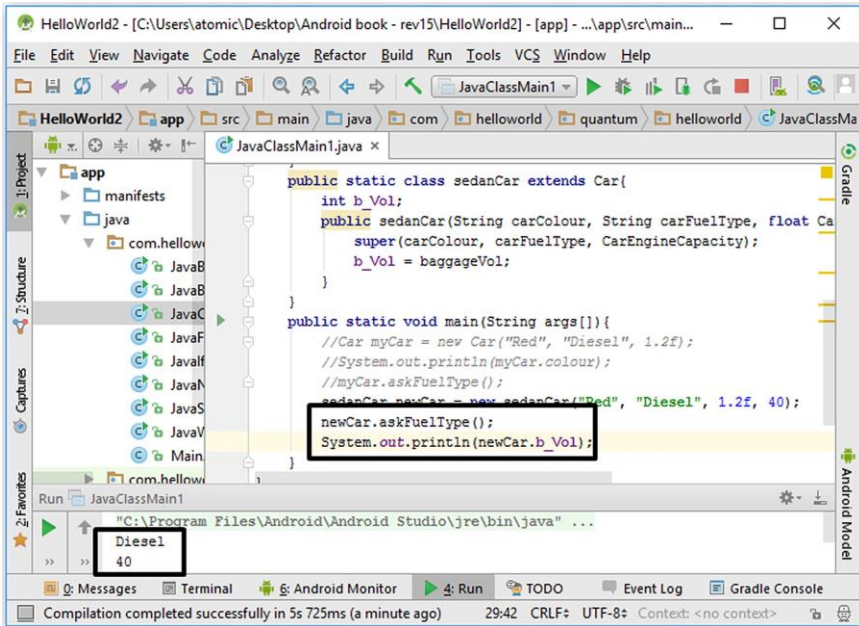 HelloWorld2 - [C:\Users\atomic\Desktop\Android book - rev15\HelloWorld2] - [app] - ...\app\src\main...
File Edit View Navigate Code Analyze Refactor Build Run Tools VCS Window Help
JavaClassMain1
HelloWorld2 app src main java com helloworld quantum helloworld JavaClassMa
1: Project
7: Structure
Captures
2: Favorites
app
manifests
java
com.hellow
JavaB
JavaB
JavaC
JavaF
JavaIf
JavaN
JavaS
JavaV
Main
com.hellow
JavaClassMain1.java ×
}
public static class sedanCar extends Car{
int b_Vol;
public sedanCar(String carColour, String carFuelType, float Ca
super(carColour, carFuelType, CarEngineCapacity);
b_Vol = baggageVol;
}
}
public static void main(String args[]){
//Car myCar = new Car("Red", "Diesel", 1.2f);
//System.out.println(myCar.colour);
//myCar.askFuelType();
sedanCar newCar = new sedanCar("Red", "Diesel", 1.2f, 40);
newCar.askFuelType();
System.out.println(newCar.b_Vol);
}
Gradle
Android Model
Run JavaClassMain1
"C:\Program Files\Android\Android Studio\jre\bin\java" ...
Diesel
40
0: Messages Terminal 6: Android Monitor 4: Run TODO Event Log Gradle Console
Compilation completed successfully in 5s 725ms (a minute ago) 29:42 CRLF UTF-8 Context: <no context>